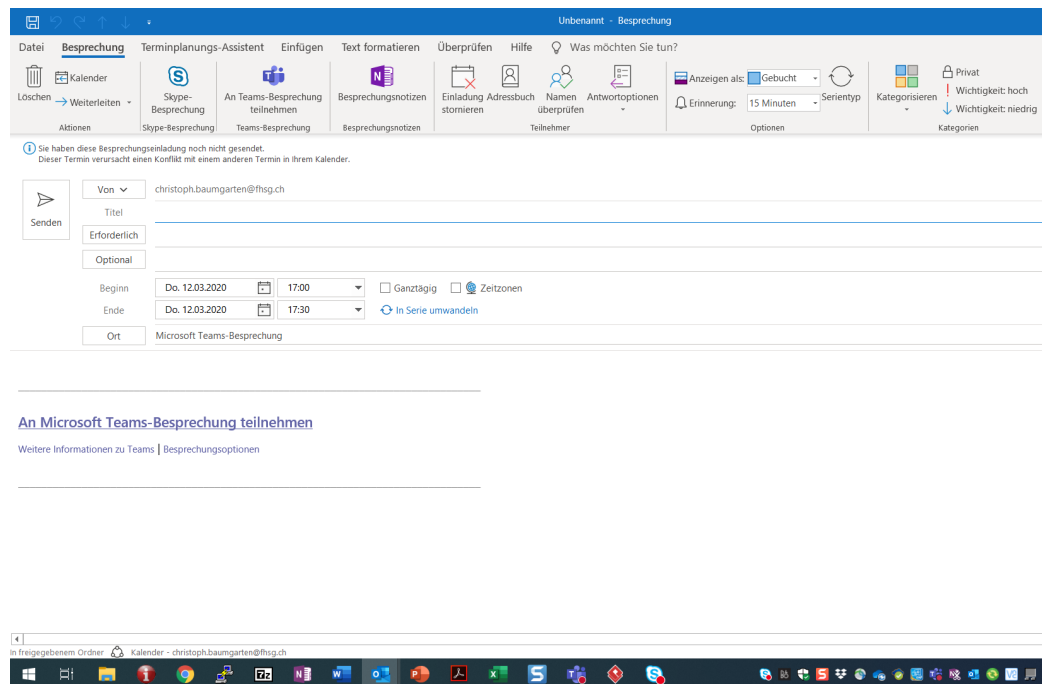 Unbenannt - Besprechung
Datei Besprechung Terminplanungs-Assistent Einfügen Text formatieren Überprüfen Hilfe Was möchten Sie tun?
Löschen
Kalender
Weiterleiten
Aktionen
Skype-
Besprechung
Skype-Besprechung
An Teams-Besprechung
teilnehmen
Teams-Besprechung
Besprechungsnotizen
Besprechungsnotizen
Einladung
stornieren
Adressbuch
Namen
überprüfen
Antwortoptionen
Teilnehmer
Anzeigen als: Gebucht
Erinnerung: 15 Minuten
Serientyp
Optionen
Kategorisieren
Privat
Wichtigkeit: hoch
Wichtigkeit: niedrig
Kategorien
Sie haben diese Besprechungseinladung noch nicht gesendet.
Dieser Termin verursacht einen Konflikt mit einem anderen Termin in Ihrem Kalender.
Senden
Von christoph.baumgarten@fhsg.ch
Titel
Erforderlich
Optional
Beginn Do. 12.03.2020 17:00 Ganztägig Zeitzonen
Ende Do. 12.03.2020 17:30 In Serie umwandeln
Ort Microsoft Teams-Besprechung
An Microsoft Teams-Besprechung teilnehmen
Weitere Informationen zu Teams | Besprechungsoptionen
In freigegebenem Ordner Kalender - christoph.baumgarten@fhsg.ch